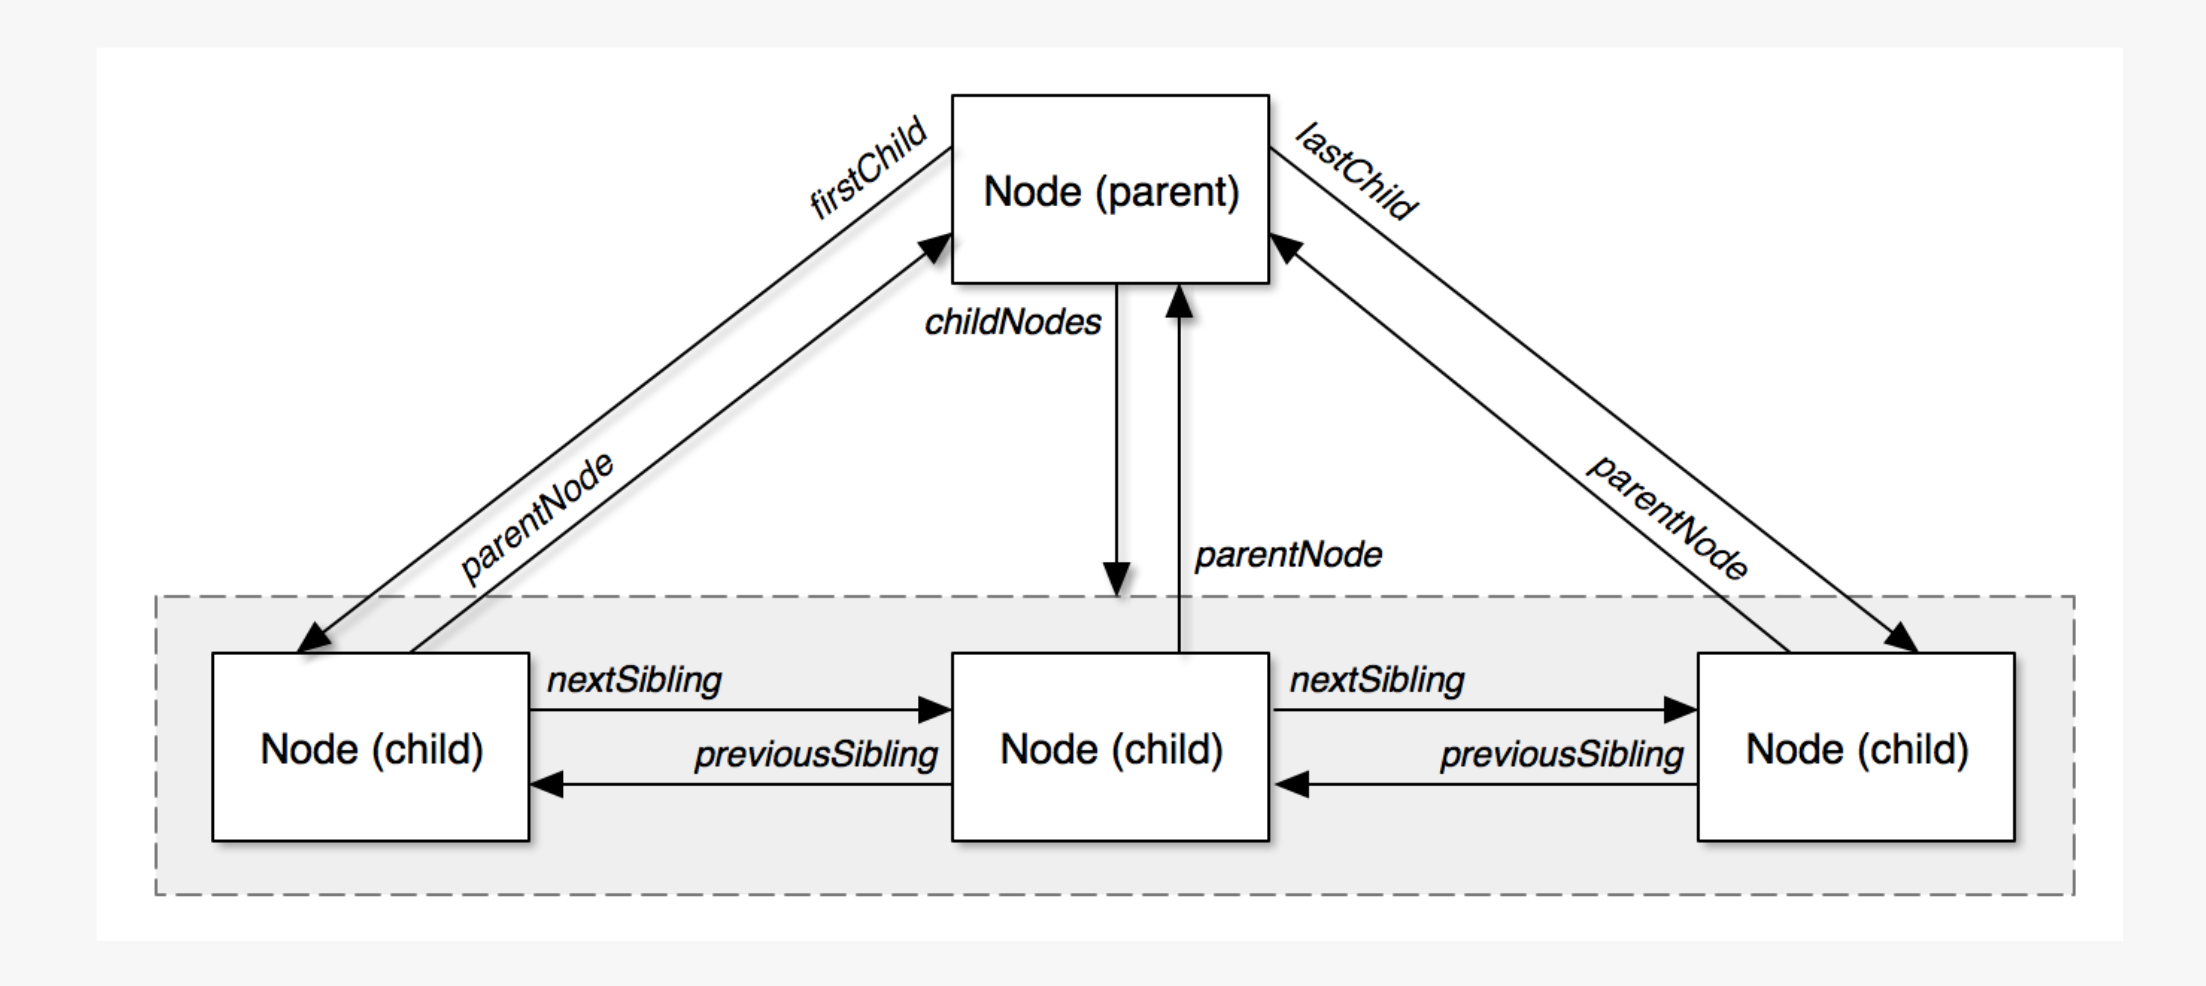 firstChild
lastChild
Node (parent)
childNodes
parentNode
parentNode
parentNode
nextSibling
nextSibling
Node (child)
previousSibling
Node (child)
previousSibling
Node (child)